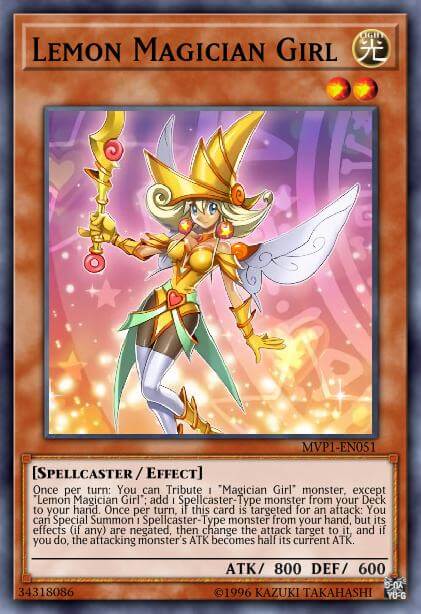 LEMON MAGICIAN GIRL
LIGHT
光
MVP1-EN051
[SPELLCASTER / EFFECT]
Once per turn: You can Tribute 1 "Magician Girl" monster, except
"Lemon Magician Girl"; add 1 Spellcaster-Type monster from your Deck
to your hand. Once per turn, if this card is targeted for an attack: You
can Special Summon 1 Spellcaster-Type monster from your hand, but its
effects (if any) are negated, then change the attack target to it, and if
you do, the attacking monster's ATK becomes half its current ATK.
ATK/ 800 DEF/ 600
34318086
©1996 KAZUKI TAKAHASHI